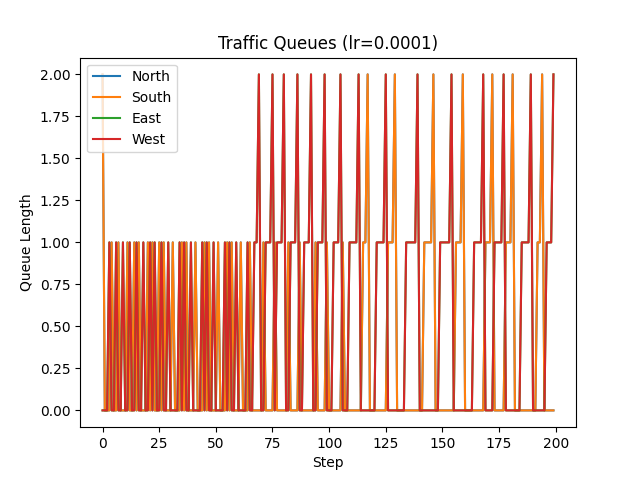 Traffic Queues (lr=0.0001)
North
South
East
West
2.00
1.75
1.50
1.25
1.00
0.75
0.50
0.25
0.00
Queue Length
0 25 50 75 100 125 150 175 200
Step